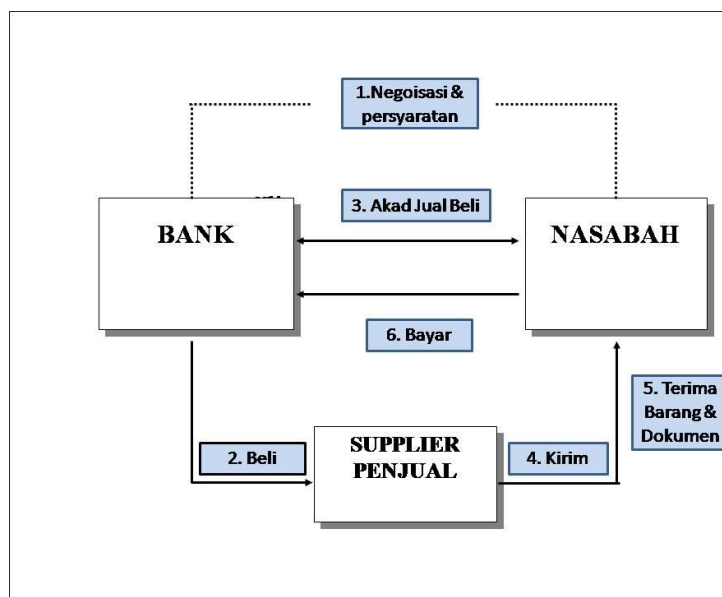 1.Negoisasi &
persyaratan
3. Akad Jual Beli
BANK
NASABAH
6. Bayar
5. Terima
Barang &
Dokumen
SUPPLIER
PENJUAL
2. Beli
4. Kirim